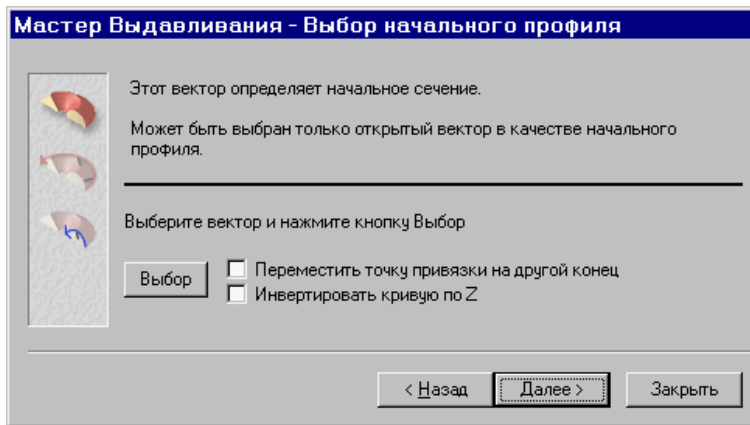 Мастер Выдавливания - Выбор начального профиля
Этот вектор определяет начальное сечение.
Может быть выбран только открытый вектор в качестве начального
профиля.
Выберите вектор и нажмите кнопку Выбор
Выбор
Переместить точку привязки на другой конец
Инвертировать кривую по Z
< Назад
Далее >
Закрыть